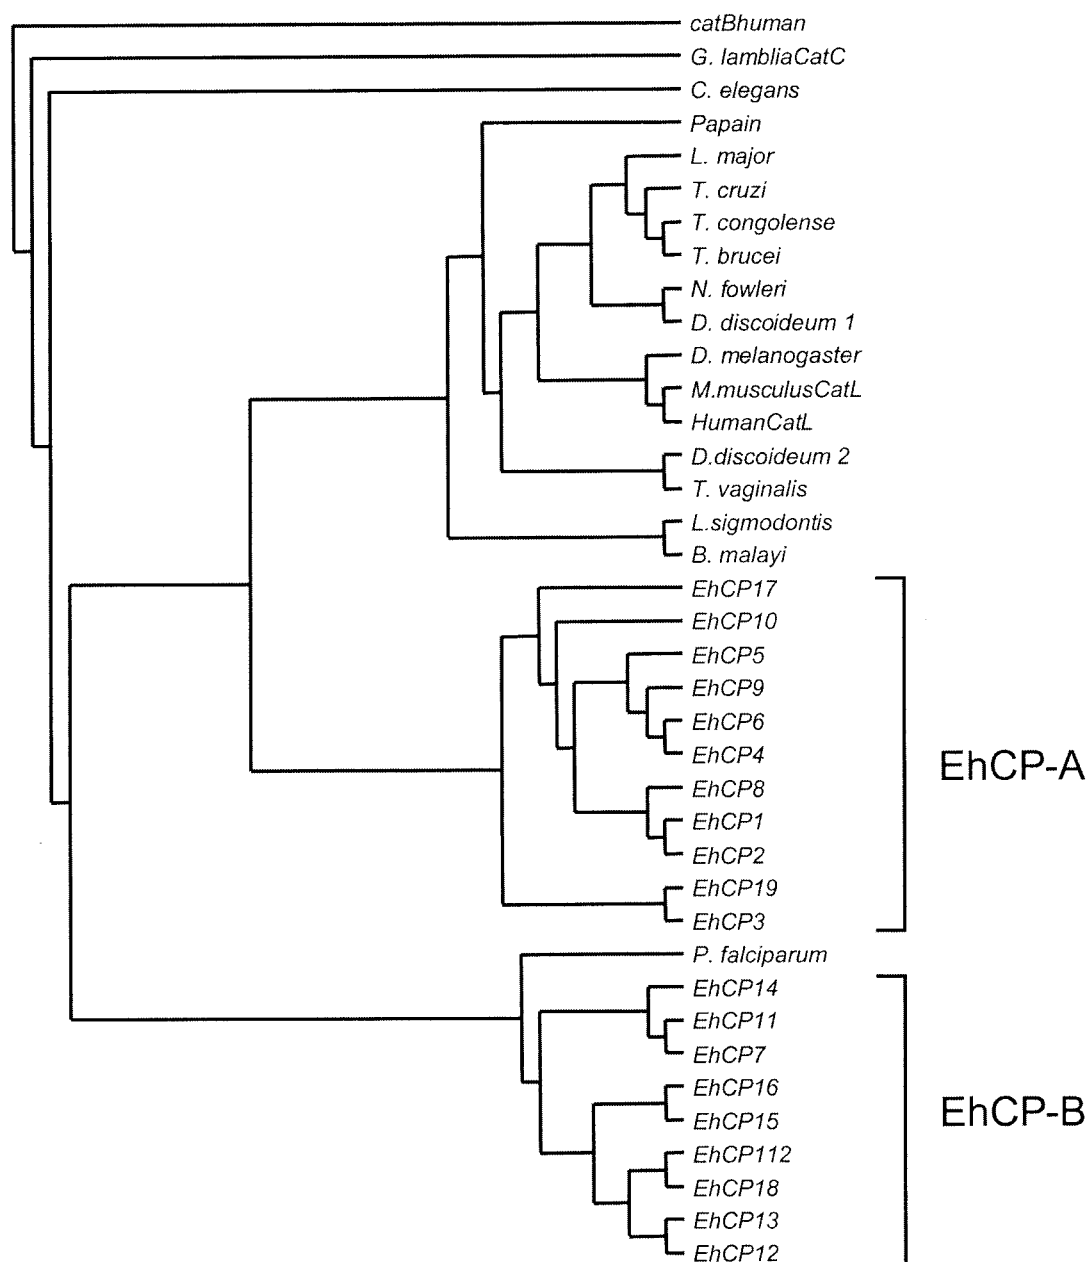 catBhuman
G. lambliaCatC
C. elegans
Papain
L. major
T. cruzi
T. congolense
T. brucei
N. fowleri
D. discoideum 1
D. melanogaster
M.musculusCatL
HumanCatL
D.discoideum 2
T. vaginalis
L.sigmodontis
B. malayi
EhCP17
EhCP10
EhCP5
EhCP9
EhCP6
EhCP4
EhCP-A
EhCP8
EhCP1
EhCP2
EhCP19
EhCP3
P. falciparum
EhCP14
EhCP11
EhCP7
EhCP16
EhCP-B
EhCP15
EhCP112
EhCP18
EhCP13
EhCP12